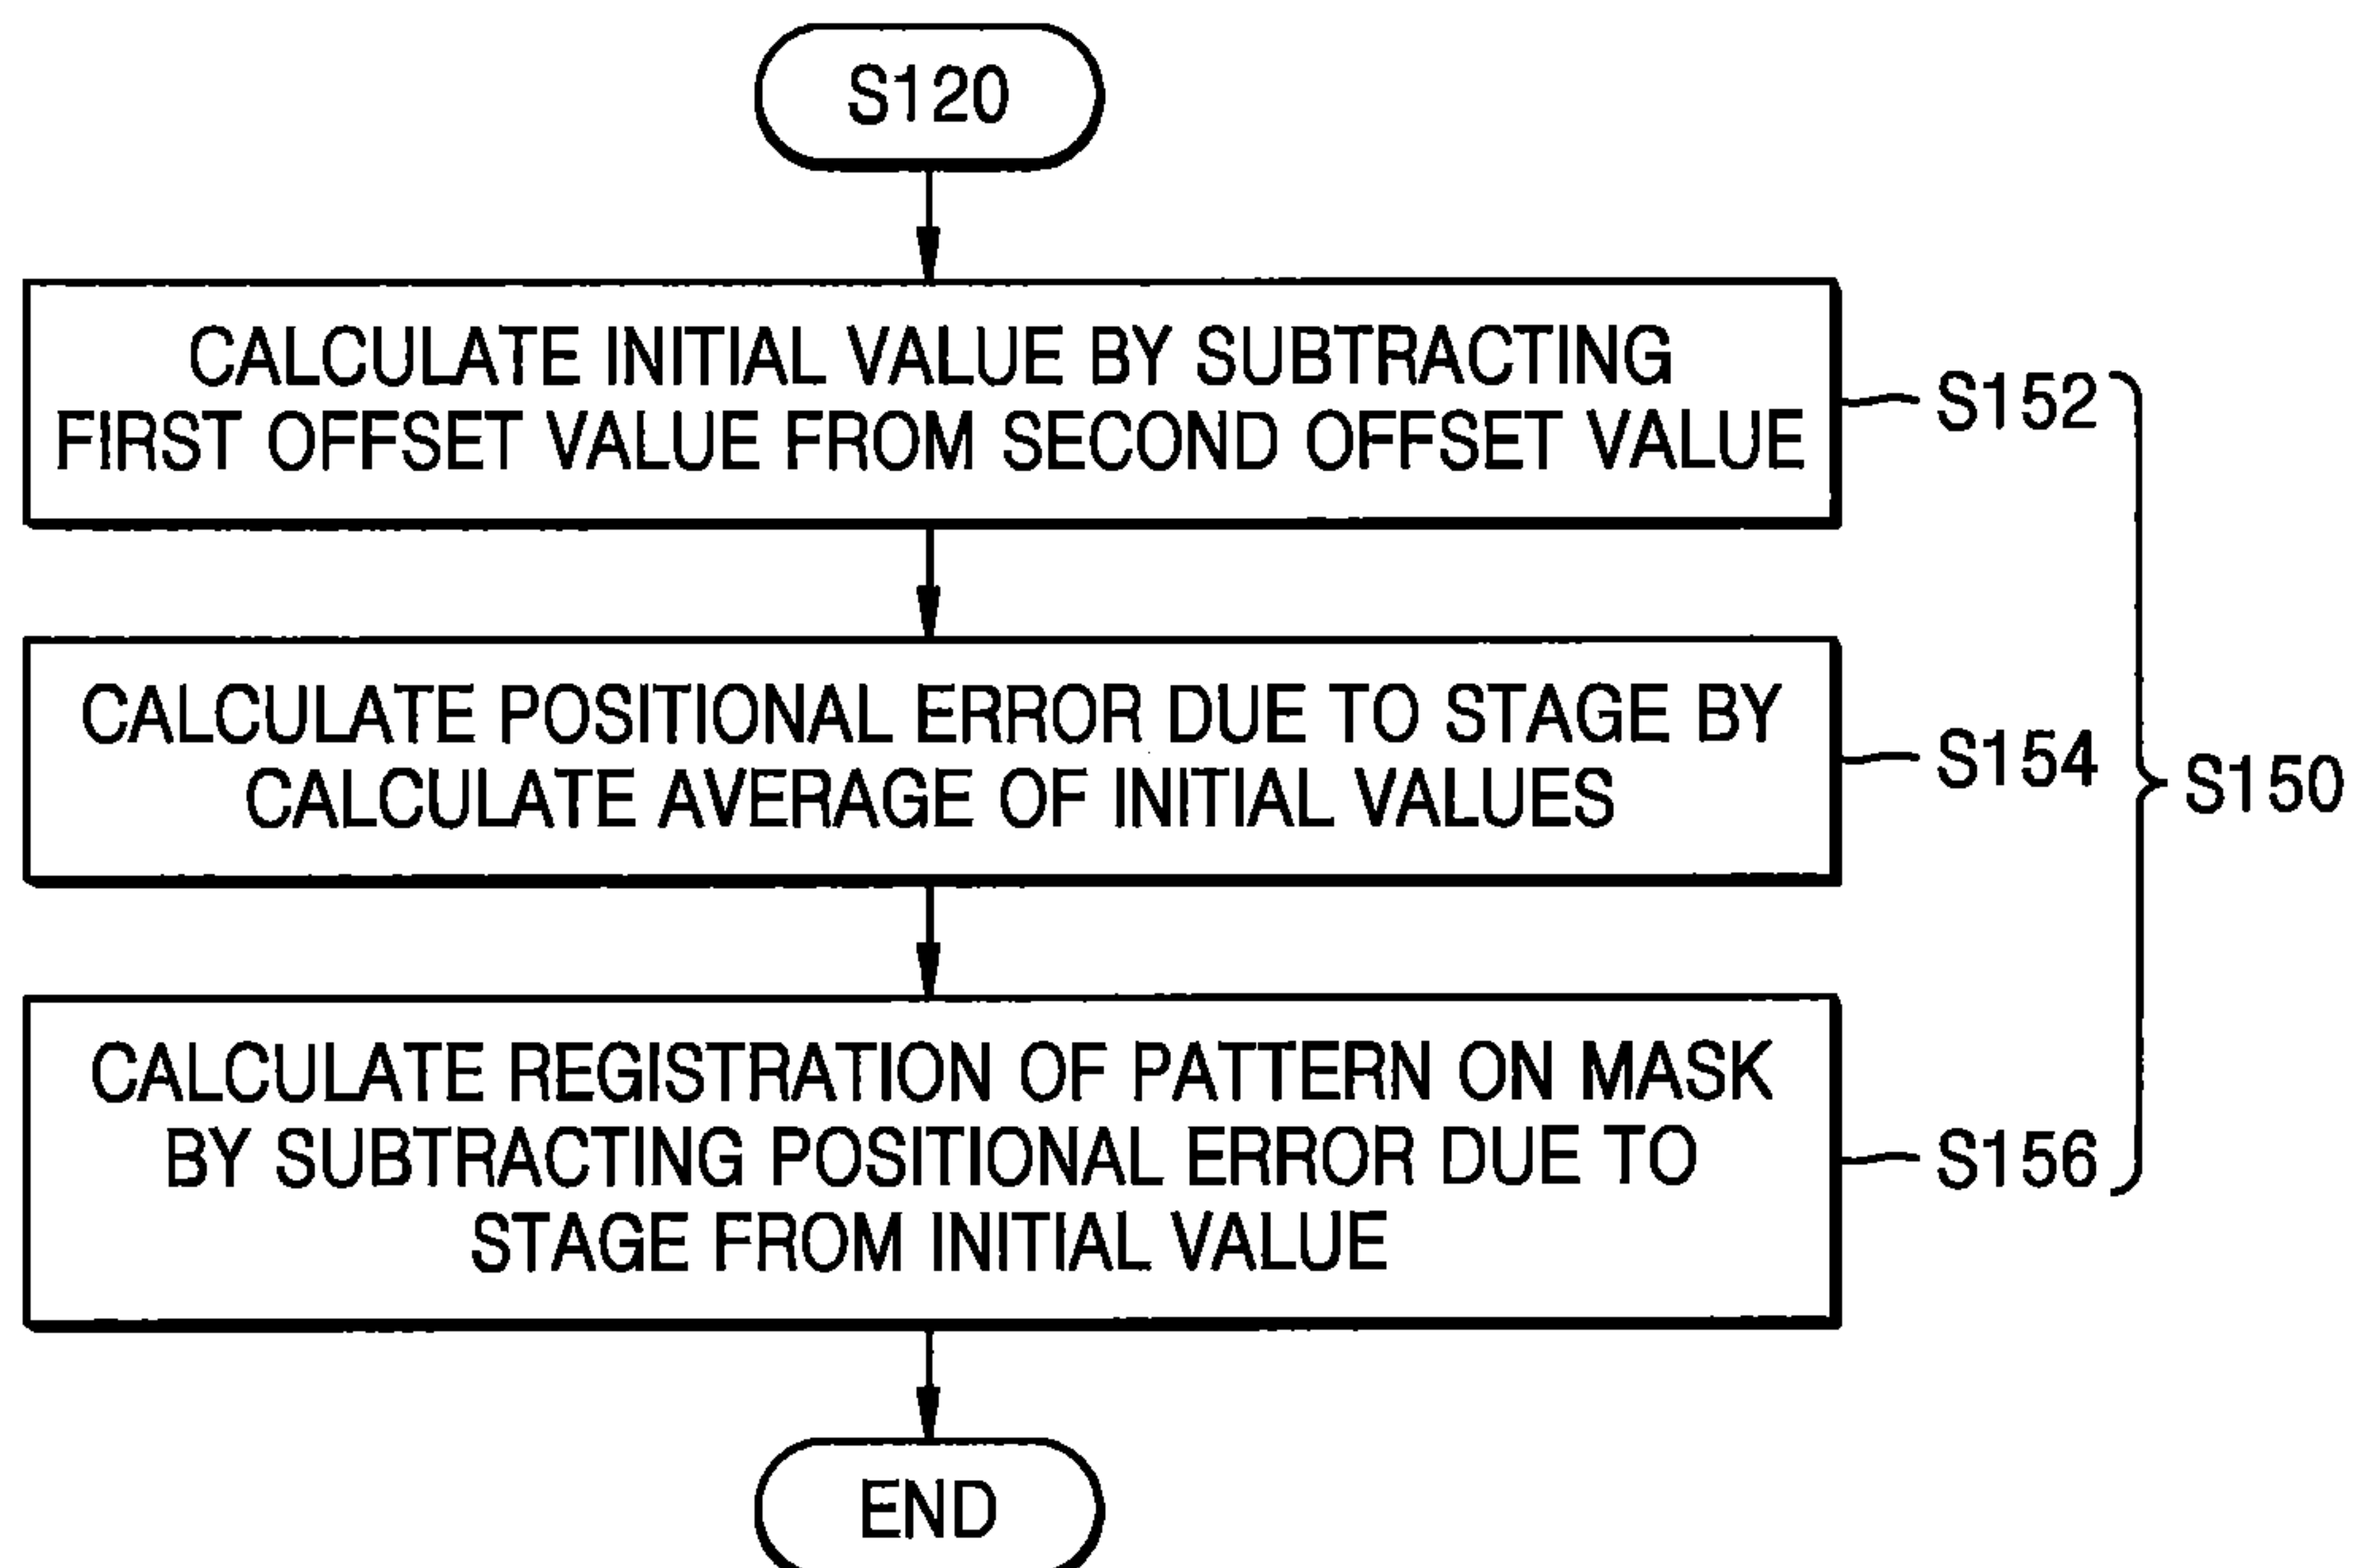 S120
CALCULATE INITIAL VALUE BY SUBTRACTING
FIRST OFFSET VALUE FROM SECOND OFFSET VALUE
S152
CALCULATE POSITIONAL ERROR DUE TO STAGE BY
CALCULATE AVERAGE OF INITIAL VALUES
S154
S150
CALCULATE REGISTRATION OF PATTERN ON MASK
BY SUBTRACTING POSITIONAL ERROR DUE TO
STAGE FROM INITIAL VALUE
S156
END